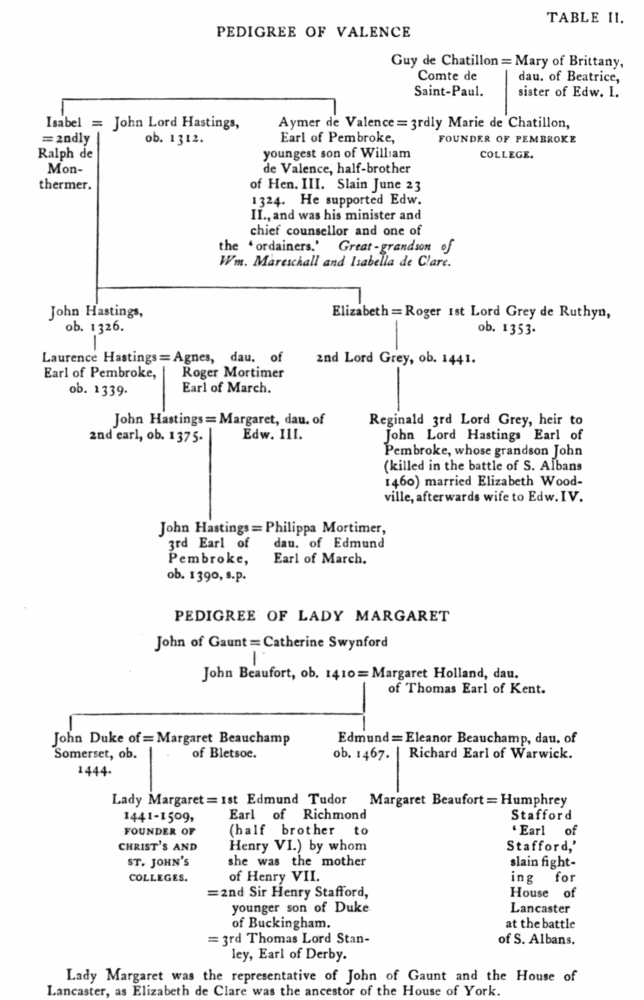 TABLE II.
PEDIGREE OF VALENCE
Guy de Chatillon = Mary of Brittany,
Comte de
Saint-Paul.
dau. of Beatrice,
sister of Edw. I.
Isabel = John Lord Hastings,
ob. 1312.
= 2ndly
Ralph de
Mon-
thermer.
Aymer de Valence = 3rdly Marie de Chatillon,
Earl of Pembroke,
youngest son of William
de Valence, half-brother
of Hen. III. Slain June 23
1324. He supported Edw.
II., and was his minister and
chief counsellor and one of
the 'ordainers.' Great-grandson of
Wm. Mareschall and Isabella de Clare.
FOUNDER OF PEMBROKE
COLLEGE.
John Hastings,
ob. 1326.
Elizabeth = Roger 1st Lord Grey de Ruthyn,
ob. 1353.
Laurence Hastings = Agnes, dau. of
Earl of Pembroke,
ob. 1339.
Roger Mortimer
Earl of March.
2nd Lord Grey, ob. 1441.
John Hastings = Margaret, dau. of
2nd earl, ob. 1375.
Edw. III.
Reginald 3rd Lord Grey, heir to
John Lord Hastings Earl of
Pembroke, whose grandson John
(killed in the battle of S. Albans
1460) married Elizabeth Wood-
ville, afterwards wife to Edw. IV.
John Hastings = Philippa Mortimer,
3rd Earl of
Pembroke,
ob. 1390, s.p.
dau. of Edmund
Earl of March.
PEDIGREE OF LADY MARGARET
John of Gaunt = Catherine Swynford
John Beaufort, ob. 1410 = Margaret Holland, dau.
of Thomas Earl of Kent.
John Duke of = Margaret Beauchamp
Somerset, ob.
1444.
of Bletsoe.
Edmund = Eleanor Beauchamp, dau. of
ob. 1467.
Richard Earl of Warwick.
Lady Margaret = 1st Edmund Tudor
1441-1509,
FOUNDER OF
CHRIST'S AND
ST. JOHN'S
COLLEGES.
Earl of Richmond
(half brother to
Henry VI.) by whom
she was the mother
of Henry VII.
= 2nd Sir Henry Stafford,
younger son of Duke
of Buckingham.
= 3rd Thomas Lord Stan-
ley, Earl of Derby.
Margaret Beaufort = Humphrey
Stafford
'Earl of
Stafford,'
slain fight-
ing for
House of
Lancaster
at the battle
of S. Albans.
Lady Margaret was the representative of John of Gaunt and the House of
Lancaster, as Elizabeth de Clare was the ancestor of the House of York.